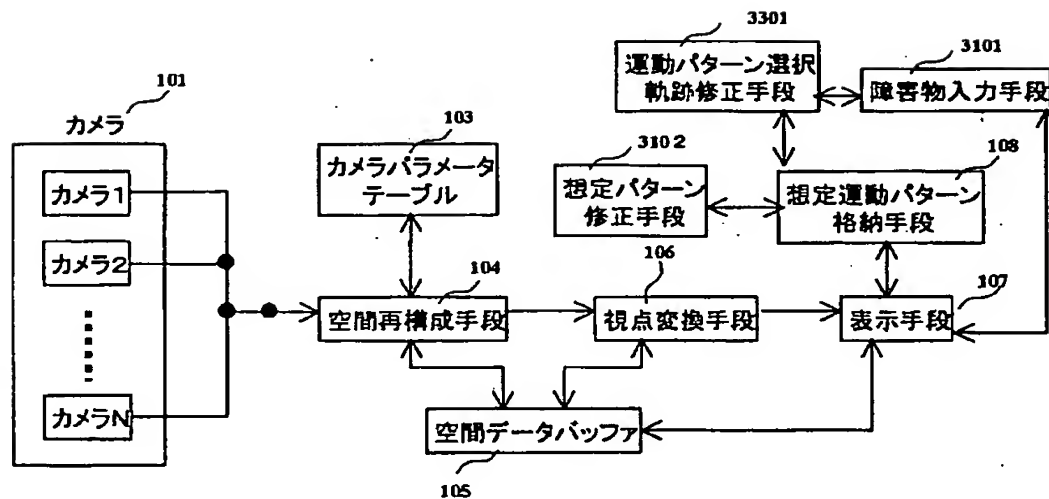 3301
運動パターン選択
軌跡修正手段
3101
障害物入力手段
101
カメラ
103
カメラパラメータ
テーブル
3102
想定パターン
修正手段
108
想定運動パターン
格納手段
カメラ1
カメラ2
カメラN
104
空間再構成手段
106
視点変換手段
107
表示手段
空間データバッファ
105